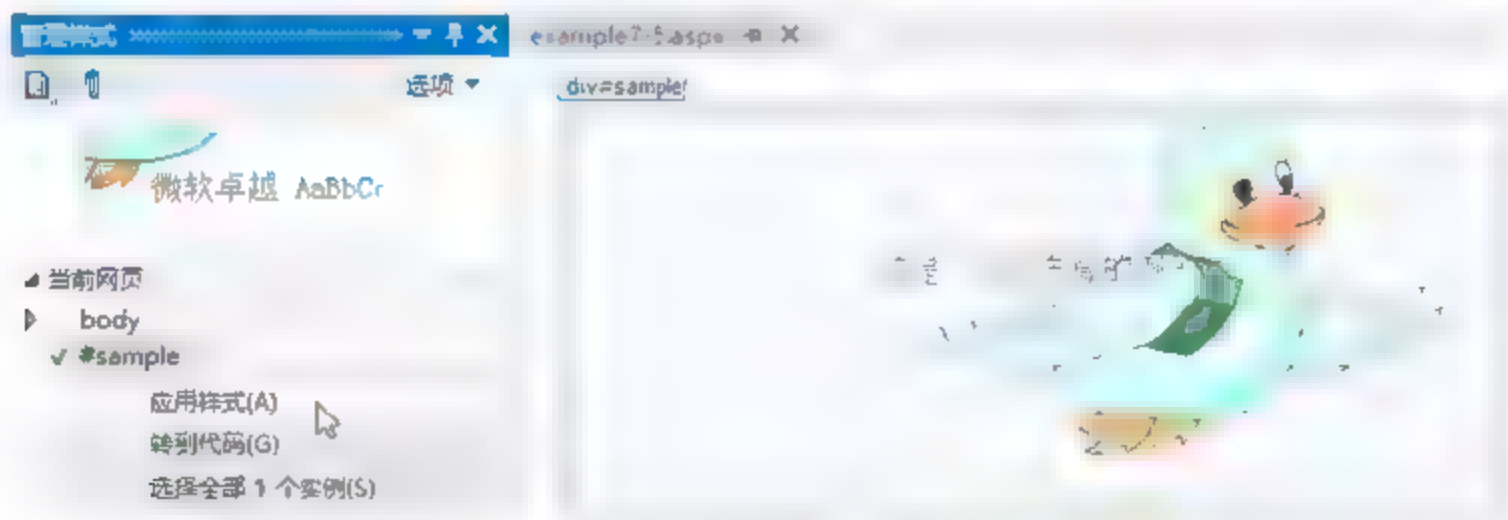 example7-5.aspx
选项
div#sample
微软卓越 AaBbCc
当前网页
body
#sample
应用样式(A)
转到代码(G)
选择全部 1 个实例(S)